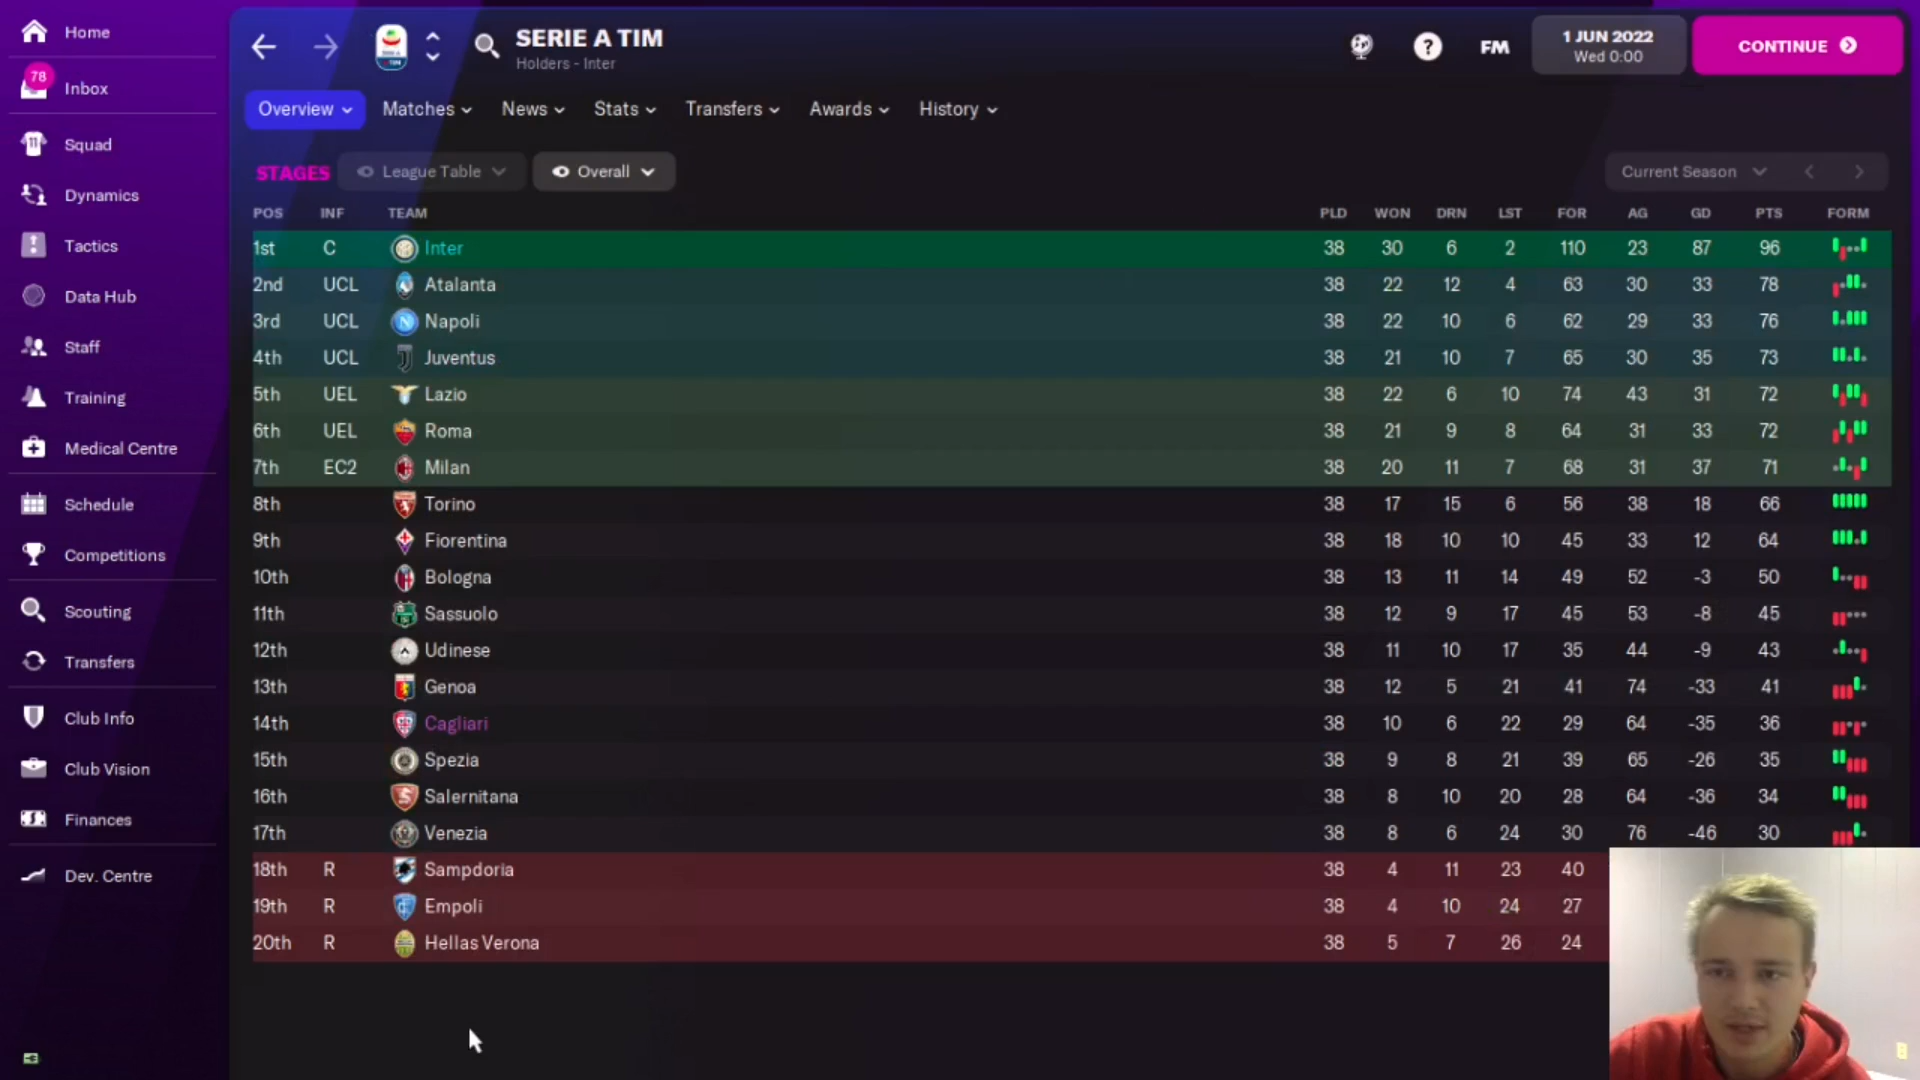 Home
78
Inbox
Squad
Dynamics
Tactics
Data Hub
Staff
Training
Medical Centre
Schedule
Competitions
Scouting
Transfers
Club Info
Club Vision
Finances
Dev. Centre
SERIE A TIM
Holders - Inter
FM
1 JUN 2022
Wed 0:00
CONTINUE
Overview Matches News Stats Transfers Awards History
STAGES League Table Overall Current Season
POS INF TEAM PLD WON DRN LST FOR AG GD PTS FORM
1st C Inter 38 30 6 2 110 23 87 96
2nd UCL Atalanta 38 22 12 4 63 30 33 78
3rd UCL Napoli 38 22 10 6 62 29 33 76
4th UCL Juventus 38 21 10 7 65 30 35 73
5th UEL Lazio 38 22 6 10 74 43 31 72
6th UEL Roma 38 21 9 8 64 31 33 72
7th EC2 Milan 38 20 11 7 68 31 37 71
8th Torino 38 17 15 6 56 38 18 66
9th Fiorentina 38 18 10 10 45 33 12 64
10th Bologna 38 13 11 14 49 52 -3 50
11th Sassuolo 38 12 9 17 45 53 -8 45
12th Udinese 38 11 10 17 35 44 -9 43
13th Genoa 38 12 5 21 41 74 -33 41
14th Cagliari 38 10 6 22 29 64 -35 36
15th Spezia 38 9 8 21 39 65 -26 35
16th Salernitana 38 8 10 20 28 64 -36 34
17th Venezia 38 8 6 24 30 76 -46 30
18th R Sampdoria 38 4 11 23 40
19th R Empoli 38 4 10 24 27
20th R Hellas Verona 38 5 7 26 24